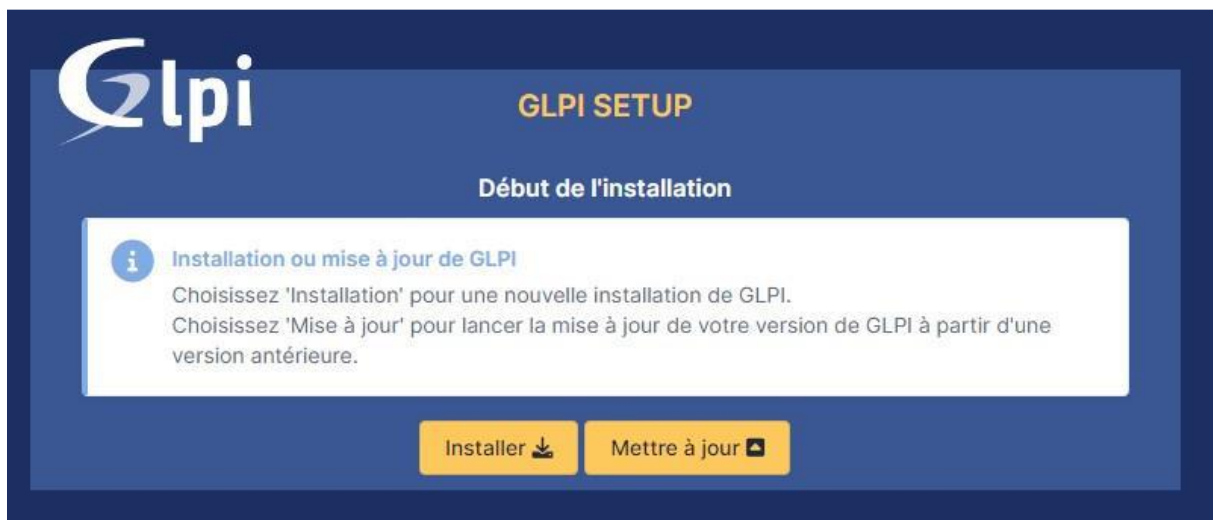 Glpi
GLPI SETUP
Début de l'installation
Installation ou mise à jour de GLPI
Choisissez 'Installation' pour une nouvelle installation de GLPI.
Choisissez 'Mise à jour' pour lancer la mise à jour de votre version de GLPI à partir d'une
version antérieure.
Installer
Mettre à jour